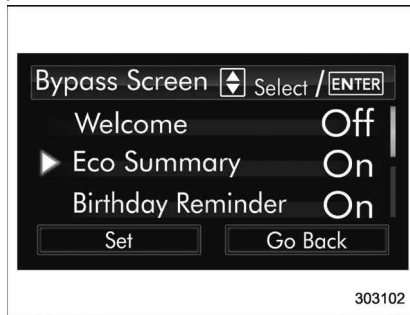 Bypass Screen Select / ENTER
Welcome Off
Eco Summary On
Birthday Reminder On
Set Go Back
303102